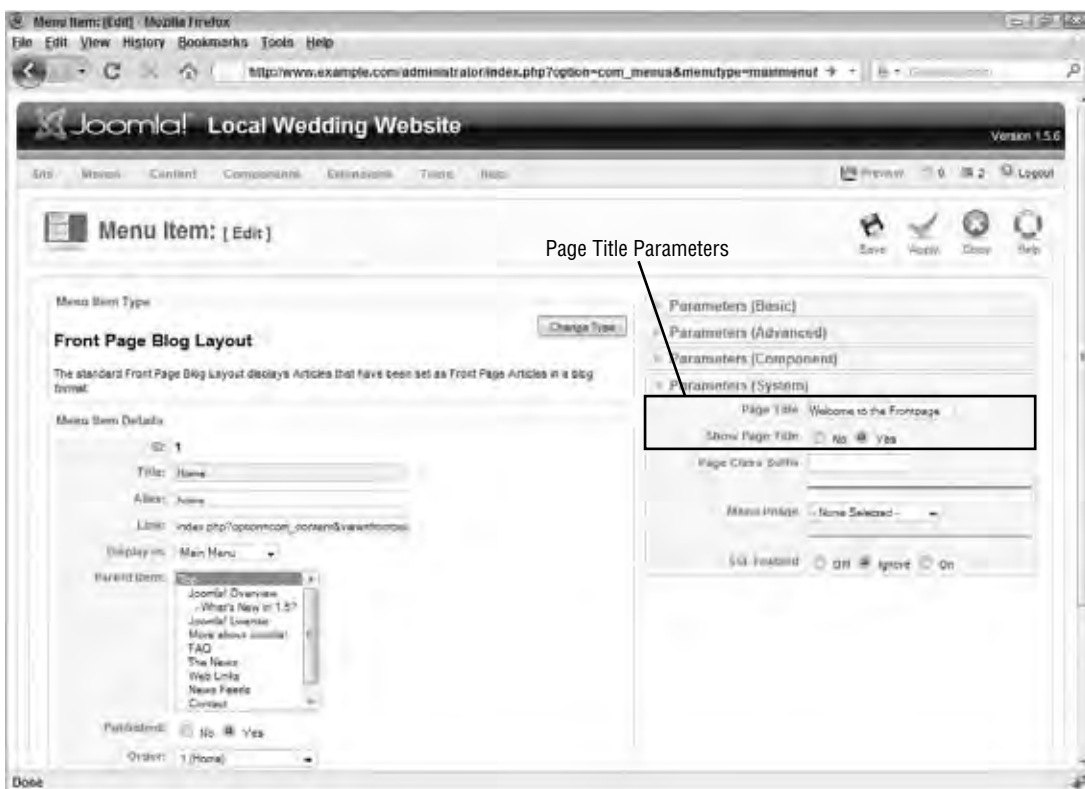 Menu Item: [Edit] - Mozilla Firefox
File Edit View History Bookmarks Tools Help
http://www.example.com/administrator/index.php?option=com_menus&menutype=mainmenu&
Joomla! Local Wedding Website
Version 1.5.6
Site Menus Content Components Extensions Tools Help
Preview 0 2 Logout
Menu Item: [ Edit ]
Save Apply Close Help
Page Title Parameters
Menu Item Type
Change Type
Front Page Blog Layout
The standard Front Page Blog Layout displays Articles that have been set as Front Page Articles in a blog
format.
Menu Item Details
ID: 1
Title: Home
Alias: home
Link: index.php?option=com_content&view=frontpage
Display in: Main Menu
Parent Item: Top
Joomla! Overview
- What's New in 1.5?
Joomla! License
More about Joomla!
FAQ
The News
Web Links
News Feeds
Contact
Published: No Yes
Order: 1 (Home)
Parameters (Basic)
Parameters (Advanced)
Parameters (Component)
Parameters (System)
Page Title Welcome to the Frontpage
Show Page Title No Yes
Page Class Suffix
Menu Image - None Selected -
SSL Enabled Off Ignore On
Done